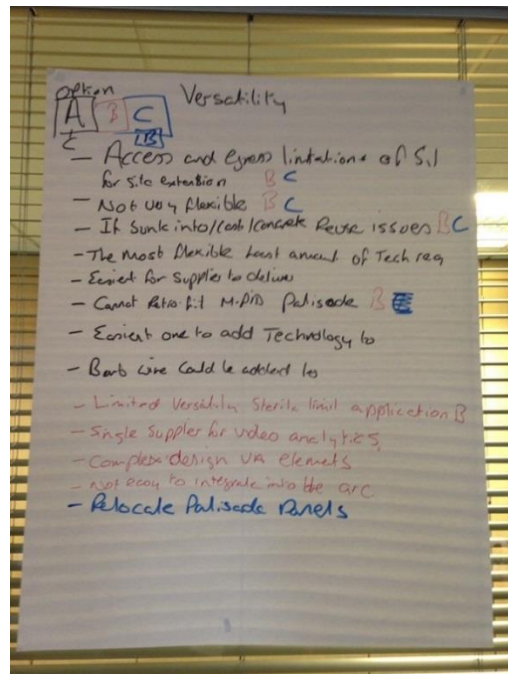 option Versatility
A B C
C B
- Access and egress limitations of
for site extension B C
- Not very flexible B C
- If Sunk into/Cast/concrete Reuse issues B C
- The most flexible least amount of Tech req
- Easiest for Supplier to deliver
- Cannot Retro-fit Palisade B
- Easiest one to add Technology to
- Barb wire Could be added to
- Limited Versatility Sterile limit application B
- Single Supplier for video analytics
- Complex design VA elements
- Not easy to integrate into the arc
- Relocate Palisade Panels